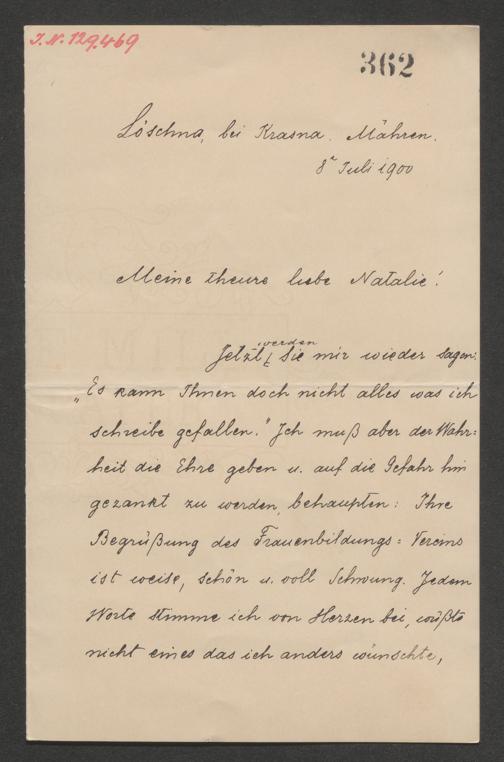 J.N. 129.469
362
Löschna, bei Krasna. Mähren.
8r Juli 1900
Meine theure liebe Natalie!
werden
Jetzt Sie mir wieder sagen:
„Es kann Ihnen doch nicht alles was ich
schreibe gefallen." Ich muß aber der Wahr=
heit die Ehre geben u. auf die Gefahr hin
gezankt zu werden, behaupten: Ihre
Begrüßung des Frauenbildungs= Vereins
ist weise, schön u. voll Schwung. Jedem
Worte stimme ich von Herzen bei, wüßte
nicht eines das ich anders wünschte,